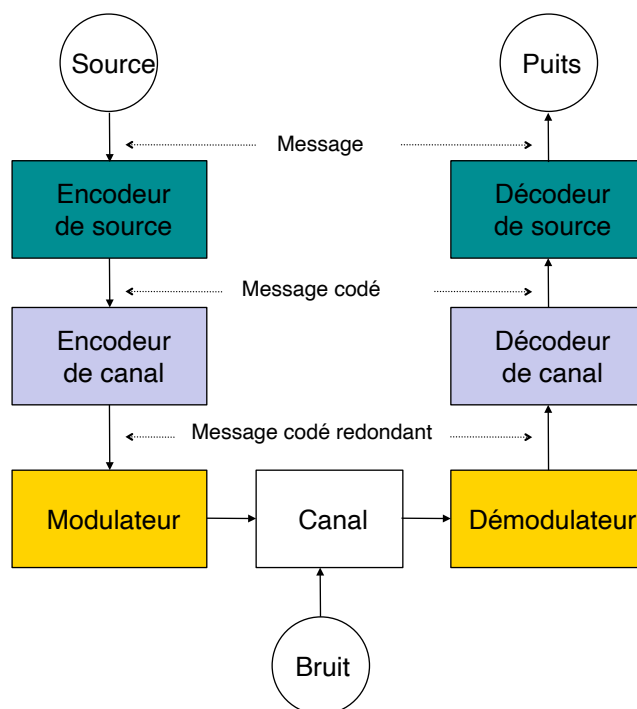 Source
Puits
Message
Encodeur
de source
Décodeur
de source
Message codé
Encodeur
de canal
Décodeur
de canal
Message codé redondant
Modulateur
Canal
Démodulateur
Bruit